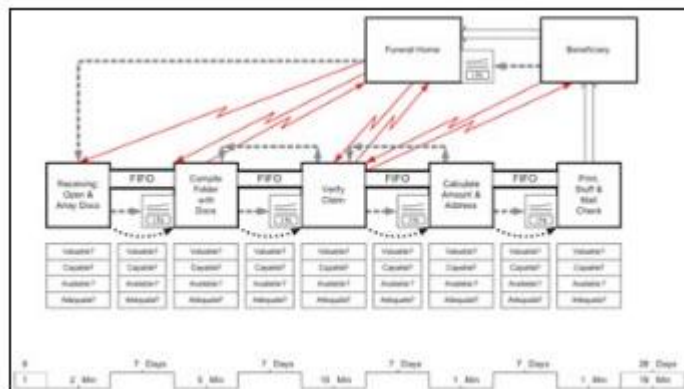 Funeral Home
Beneficiary
FIFO
FIFO
FIFO
FIFO
Receiving:
Open &
Array Docs
Compile
Folder
with
Docs
Verify
Claim
Calculate
Amount &
Address
Print,
Stuff &
Mail
Check
Valuable?
Valuable?
Valuable?
Valuable?
Valuable?
Valuable?
Valuable?
Valuable?
Valuable?
Capable?
Capable?
Capable?
Capable?
Capable?
Capable?
Capable?
Capable?
Capable?
Available?
Available?
Available?
Available?
Available?
Available?
Available?
Available?
Available?
Adequate?
Adequate?
Adequate?
Adequate?
Adequate?
Adequate?
Adequate?
Adequate?
Adequate?
7 Days
7 Days
7 Days
7 Days
28 Days
2 Min
5 Min
10 Min
1 Min
1 Min
19 Min